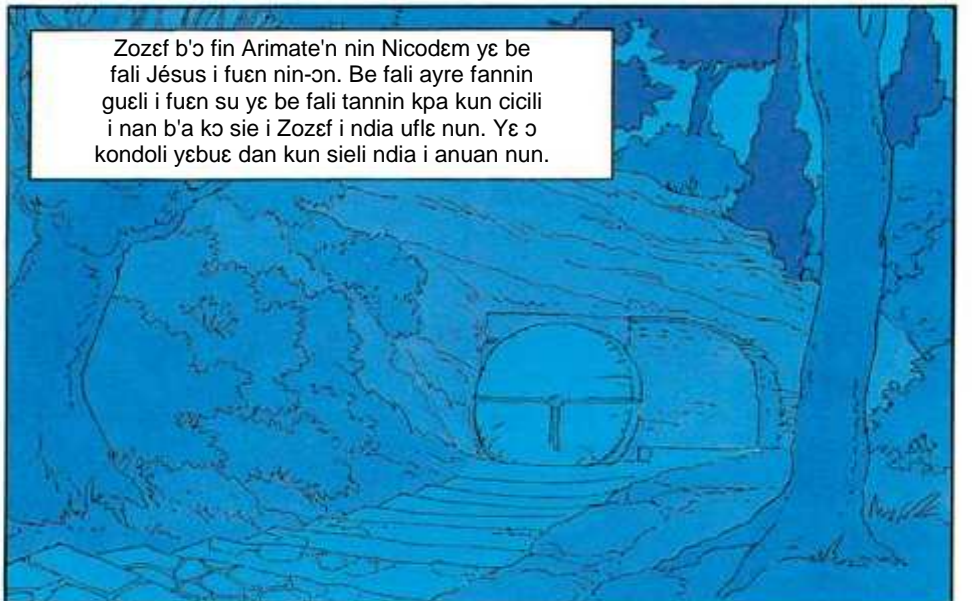 Zozɛf b'ɔ fin Arimate'n nin Nicodɛm yɛ be
fali Jésus i fuɛn nin-ɔn. Be fali ayre fannin
guɛli i fuɛn su yɛ be fali tannin kpa kun cicili
i nan b'a kɔ sie i Zozɛf i ndia uflɛ nun. Yɛ ɔ
kondoli yɛbuɛ dan kun sieli ndia i anuan nun.